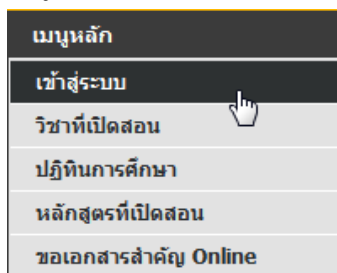 เมนูหลัก
เข้าสู่ระบบ
วิชาที่เปิดสอน
ปฏิทินการศึกษา
หลักสูตรที่เปิดสอน
ขอเอกสารสำคัญ Online